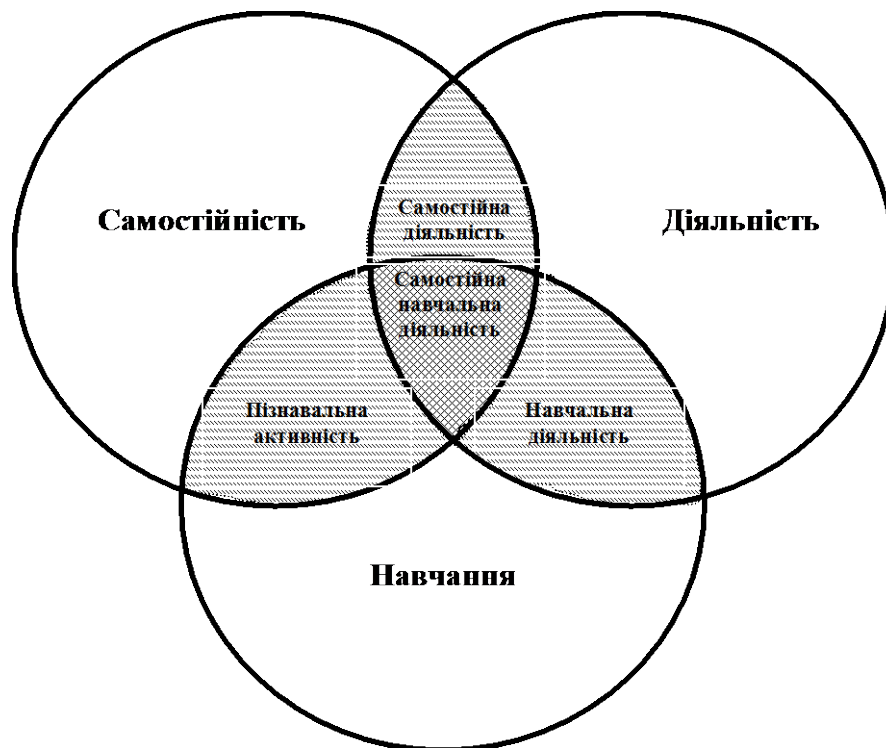 Самостійність
Діяльність
Самостійна
діяльність
Самостійна
навчальна
діяльність
Пізнавальна
активність
Навчальна
діяльність
Навчання